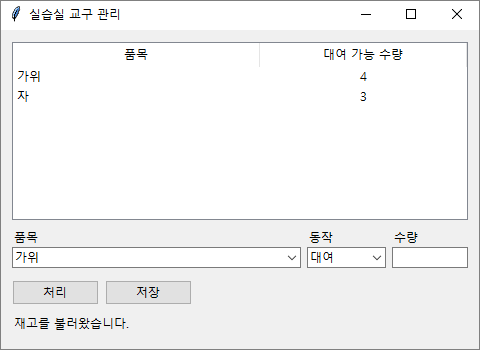 실습실 교구 관리
품목 대여 가능 수량
가위 4
자 3
품목 동작 수량
가위 대여
처리 저장
재고를 불러왔습니다.